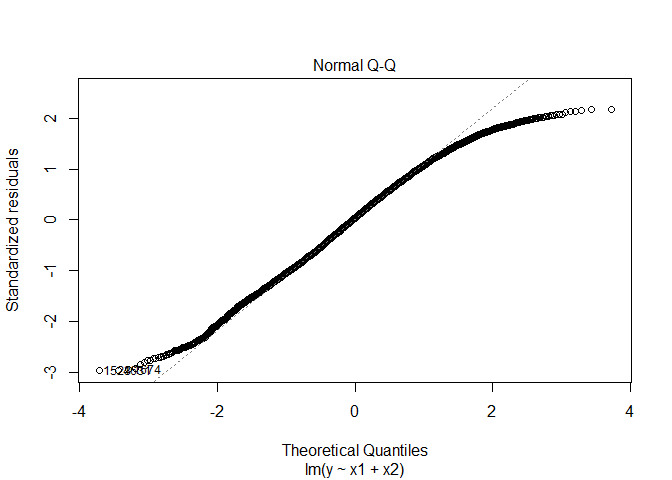 Normal Q-Q
Standardized residuals
2
1
0
-1
-2
-3
-4
-2
0
2
4
Theoretical Quantiles
lm(y ~ x1 + x2)